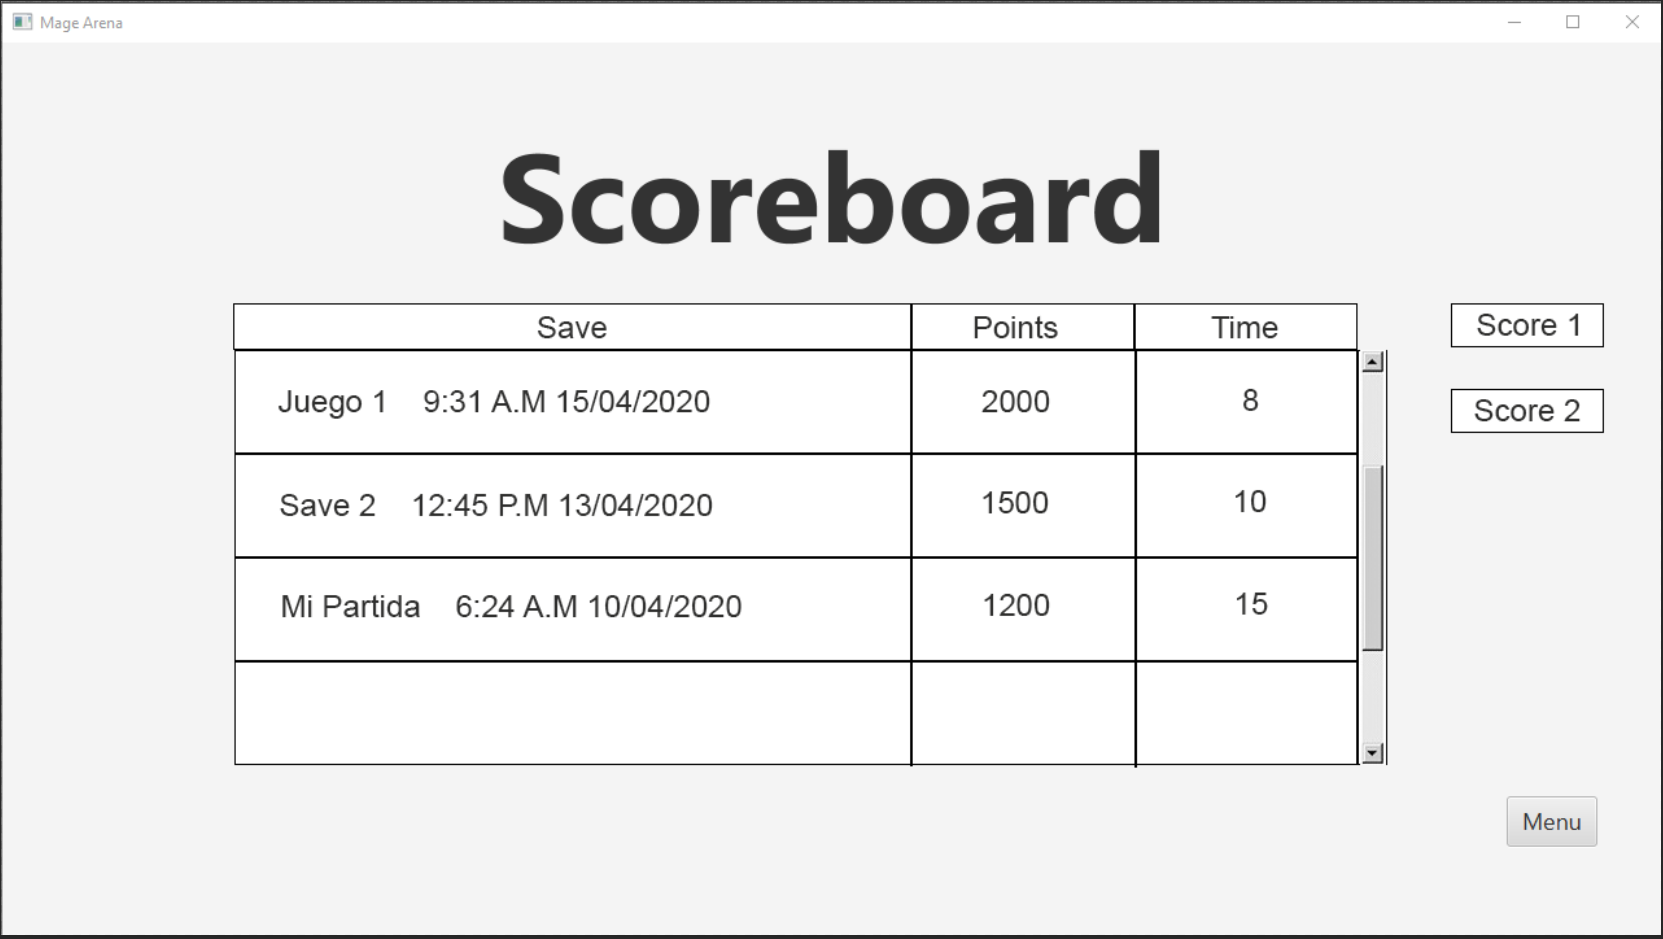 Mage Arena
Scoreboard
Save Points Time
Juego 1 9:31 A.M 15/04/2020 2000 8
Save 2 12:45 P.M 13/04/2020 1500 10
Mi Partida 6:24 A.M 10/04/2020 1200 15
Score 1
Score 2
Menu